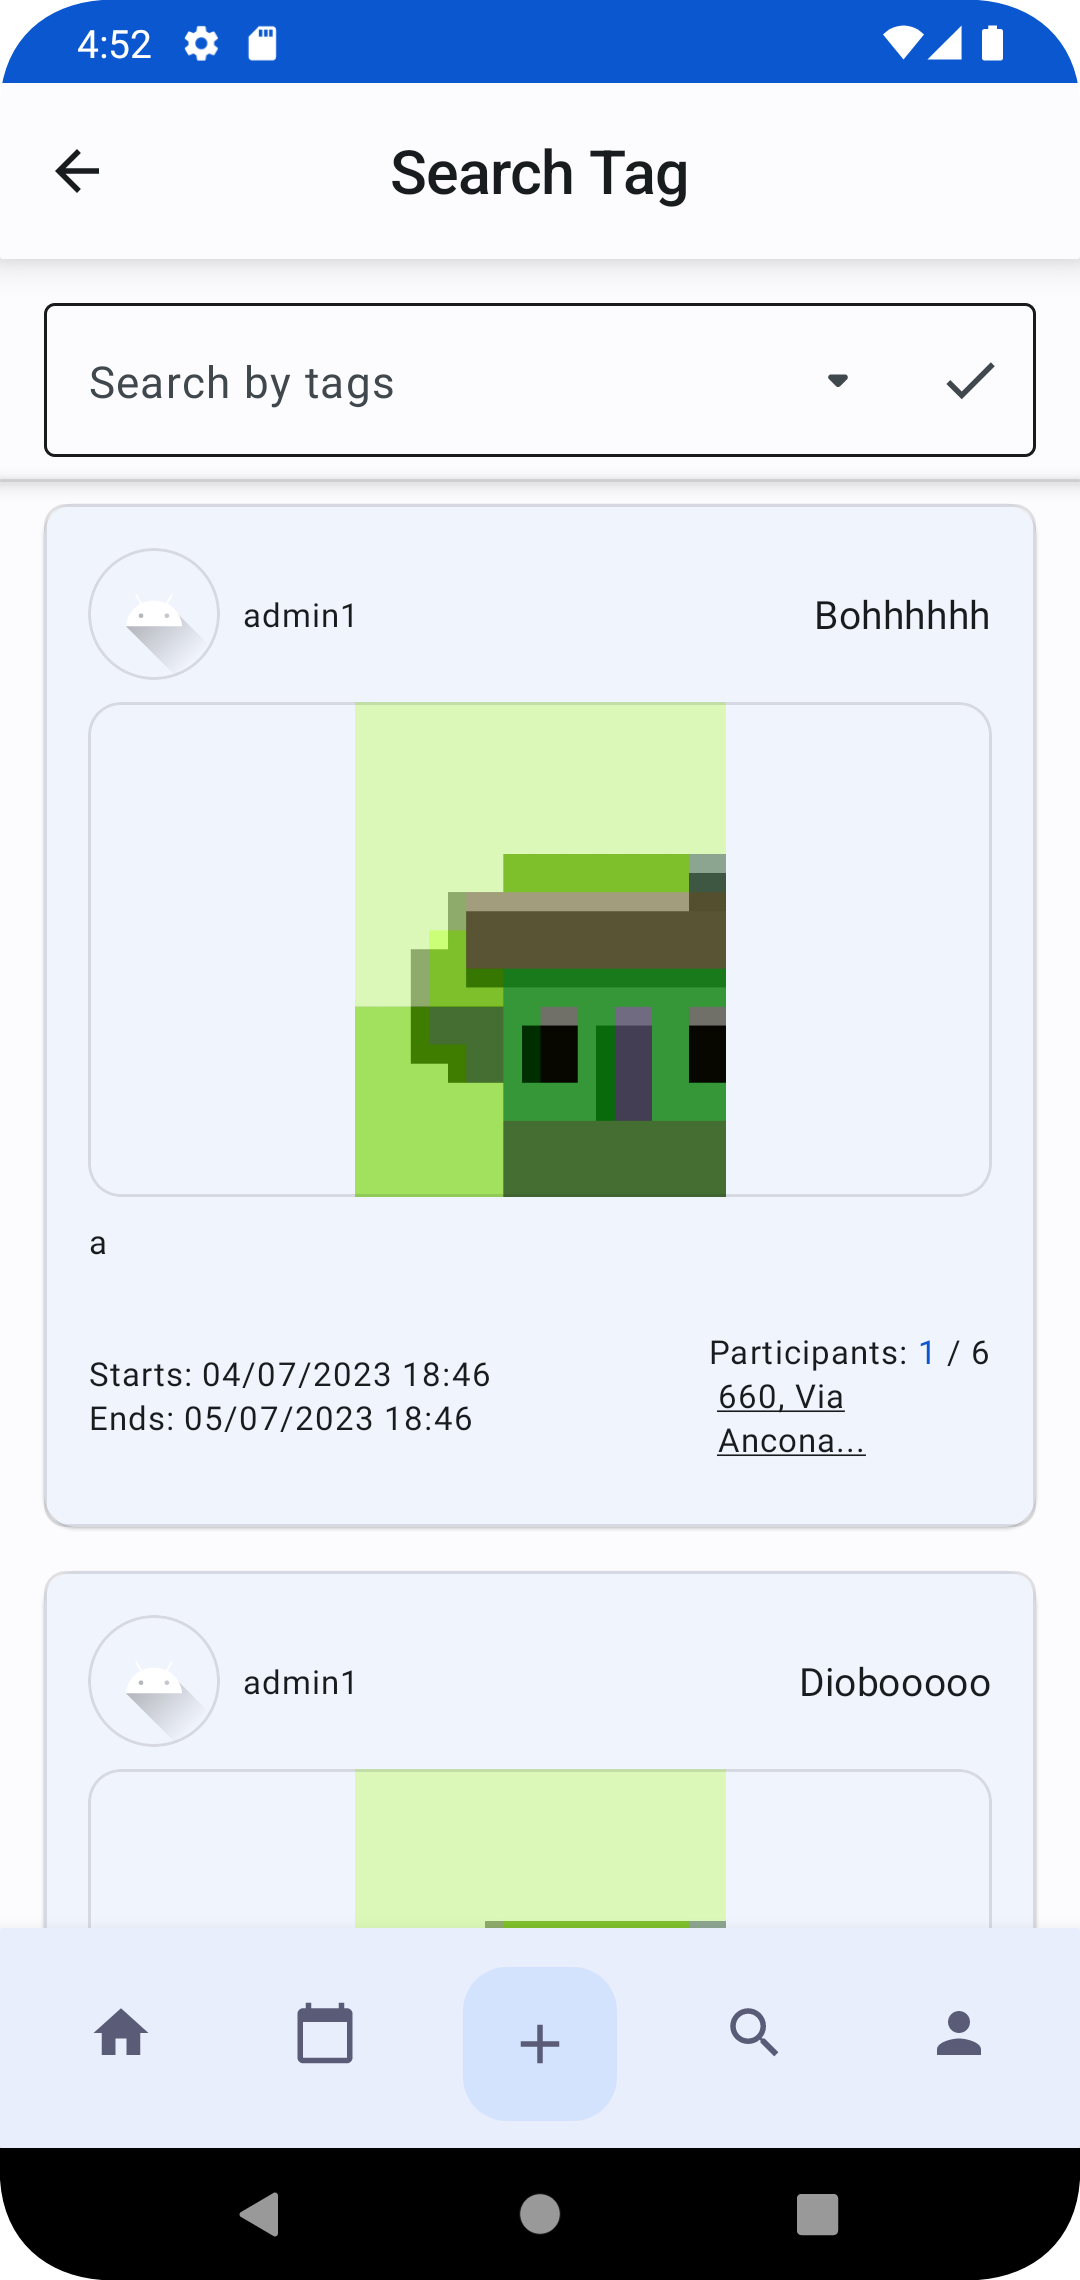 4:52
Search Tag
Search by tags
admin1
Bohhhhhh
a
Starts: 04/07/2023 18:46
Ends: 05/07/2023 18:46
Participants: 1 / 6
660, Via
Ancona...
admin1
Diobooooo